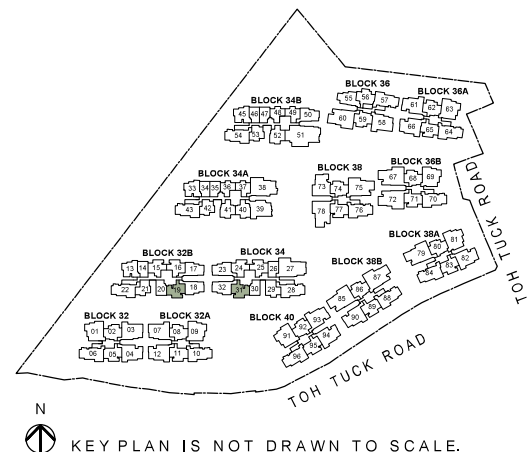 BLOCK 36
BLOCK 36A
55 56 57
61 62 63
60 59 58
66 65 64
BLOCK 34B
45 46 47 48 49 50
54 53 52 51
BLOCK 34A
33 34 35 36 37 38
43 42 41 40 39
BLOCK 38
73 74 75
78 77 76
BLOCK 36B
67 68 69
72 71 70
TOH TUCK ROAD
BLOCK 38A
79 80 81
84 83 82
BLOCK 32B
13 14 15 16 17
22 21 20 19 18
BLOCK 34
23 24 25 26 27
32 31 30 29 28
BLOCK 38B
85 86 87
90 89 88
BLOCK 32
01 02 03
06 05 04
BLOCK 32A
07 08 09
12 11 10
BLOCK 40
91 92 93
96 95 94
TOH TUCK ROAD
N
KEY PLAN IS NOT DRAWN TO SCALE.